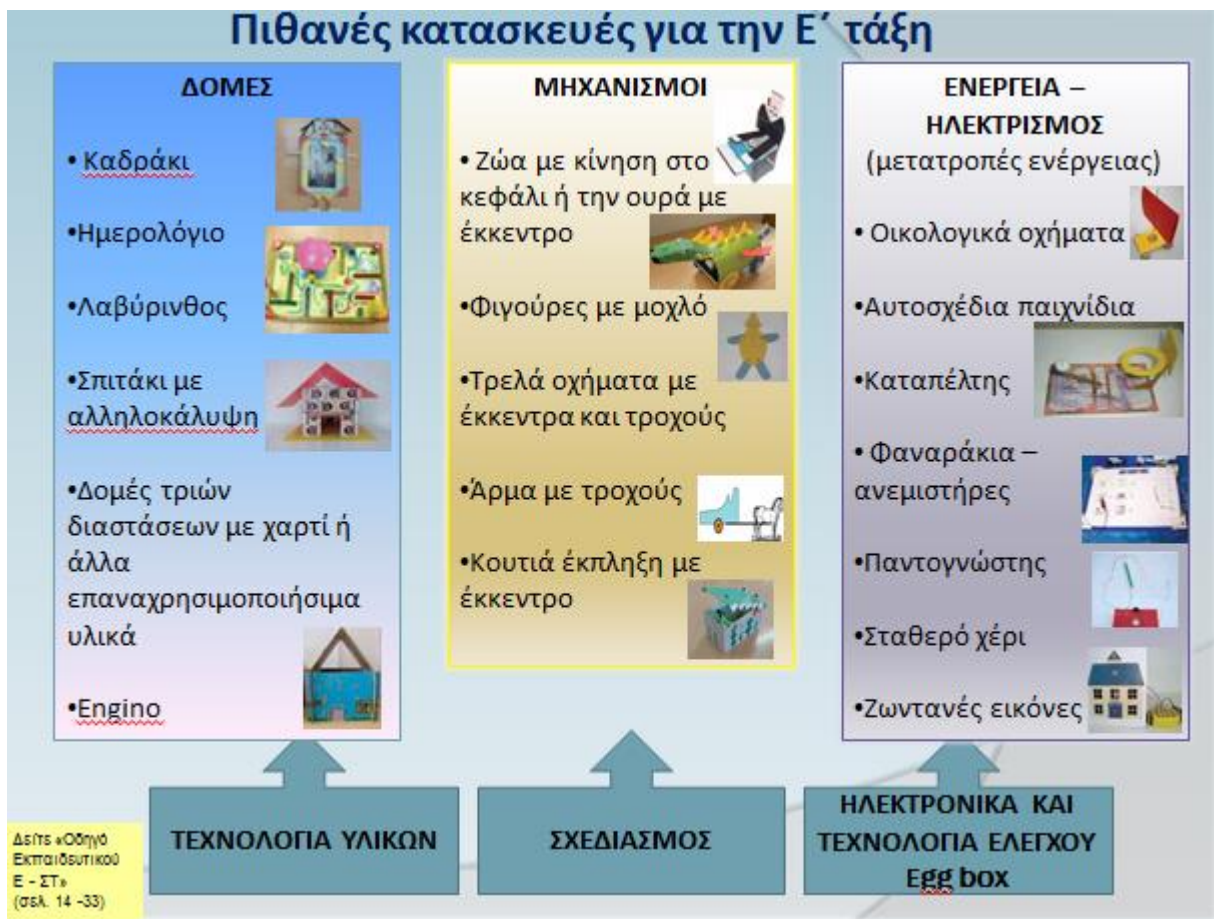 Πιθανές κατασκευές για την Ε΄ τάξη
ΔΟΜΕΣ
• Καδράκι
•Ημερολόγιο
•Λαβύρινθος
•Σπιτάκι με
αλληλοκάλυψη
•Δομές τριών
διαστάσεων με χαρτί ή
άλλα
επαναχρησιμοποιήσιμα
υλικά
•Engino
ΜΗΧΑΝΙΣΜΟΙ
• Ζώα με κίνηση στο
κεφάλι ή την ουρά με
έκκεντρο
•Φιγούρες με μοχλό
•Τρελά οχήματα με
έκκεντρα και τροχούς
•Άρμα με τροχούς
•Κουτιά έκπληξη με
έκκεντρο
ΕΝΕΡΓΕΙΑ –
ΗΛΕΚΤΡΙΣΜΟΣ
(μετατροπές ενέργειας)
• Οικολογικά οχήματα
•Αυτοσχέδια παιχνίδια
•Καταπέλτης
• Φαναράκια –
ανεμιστήρες
•Παντογνώστης
•Σταθερό χέρι
•Ζωντανές εικόνες
ΤΕΧΝΟΛΟΓΙΑ ΥΛΙΚΩΝ
ΣΧΕΔΙΑΣΜΟΣ
ΗΛΕΚΤΡΟΝΙΚΑ ΚΑΙ
ΤΕΧΝΟΛΟΓΙΑ ΕΛΕΓΧΟΥ
Egg box
Δείτε «Οδηγό
Εκπαιδευτικού
Ε - ΣΤ»
(σελ. 14 -33)